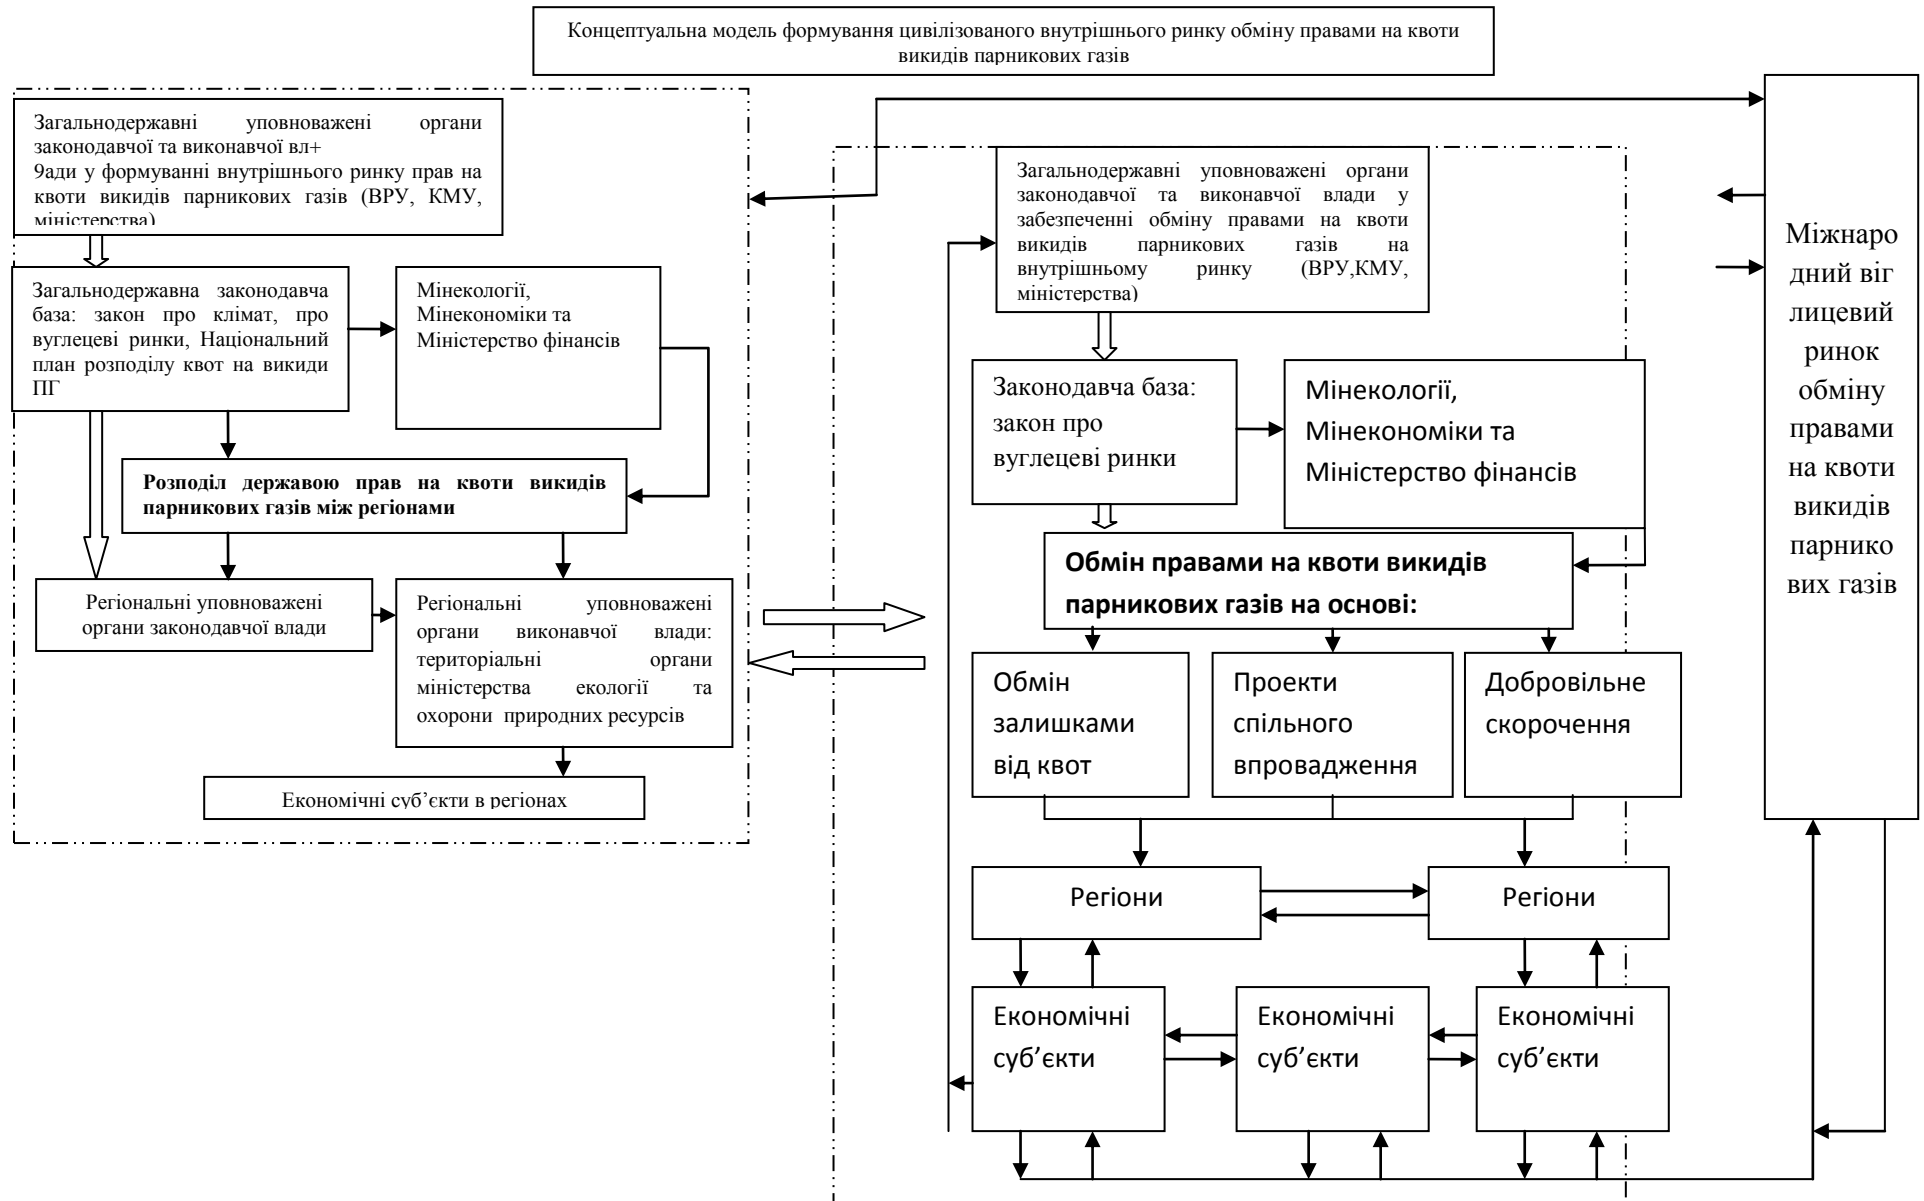 Концептуальна модель формування цивілізованого внутрішнього ринку обміну правами на квоти
викидів парникових газів
Загальнодержавні уповноважені органи
законодавчої та виконавчої вл+
9ади у формуванні внутрішнього ринку прав на
квоти викидів парникових газів (ВРУ, КМУ,
міністерства)
Загальнодержавна законодавча
база: закон про клімат, про
вуглецеві ринки, Національний
план розподілу квот на викиди
ПГ
Мінекології,
Мінекономіки та
Міністерство фінансів
Розподіл державою прав на квоти викидів
парникових газів між регіонами
Регіональні уповноважені
органи законодавчої влади
Регіональні уповноважені
органи виконавчої влади:
територіальні органи
міністерства екології та
охорони природних ресурсів
Економічні суб’єкти в регіонах
Загальнодержавні уповноважені органи
законодавчої та виконавчої влади у
забезпеченні обміну правами на квоти
викидів парникових газів на
внутрішньому ринку (ВРУ,КМУ,
міністерства)
Законодавча база:
закон про
вуглецеві ринки
Мінекології,
Мінекономіки та
Міністерство фінансів
Обмін правами на квоти викидів
парникових газів на основі:
Обмін
залишками
від квот
Проекти
спільного
впровадження
Добровільне
скорочення
Регіони
Регіони
Економічні
суб’єкти
Економічні
суб’єкти
Економічні
суб’єкти
Міжнаро
дний віг
лицевий
ринок
обміну
правами
на квоти
викидів
парнико
вих газів